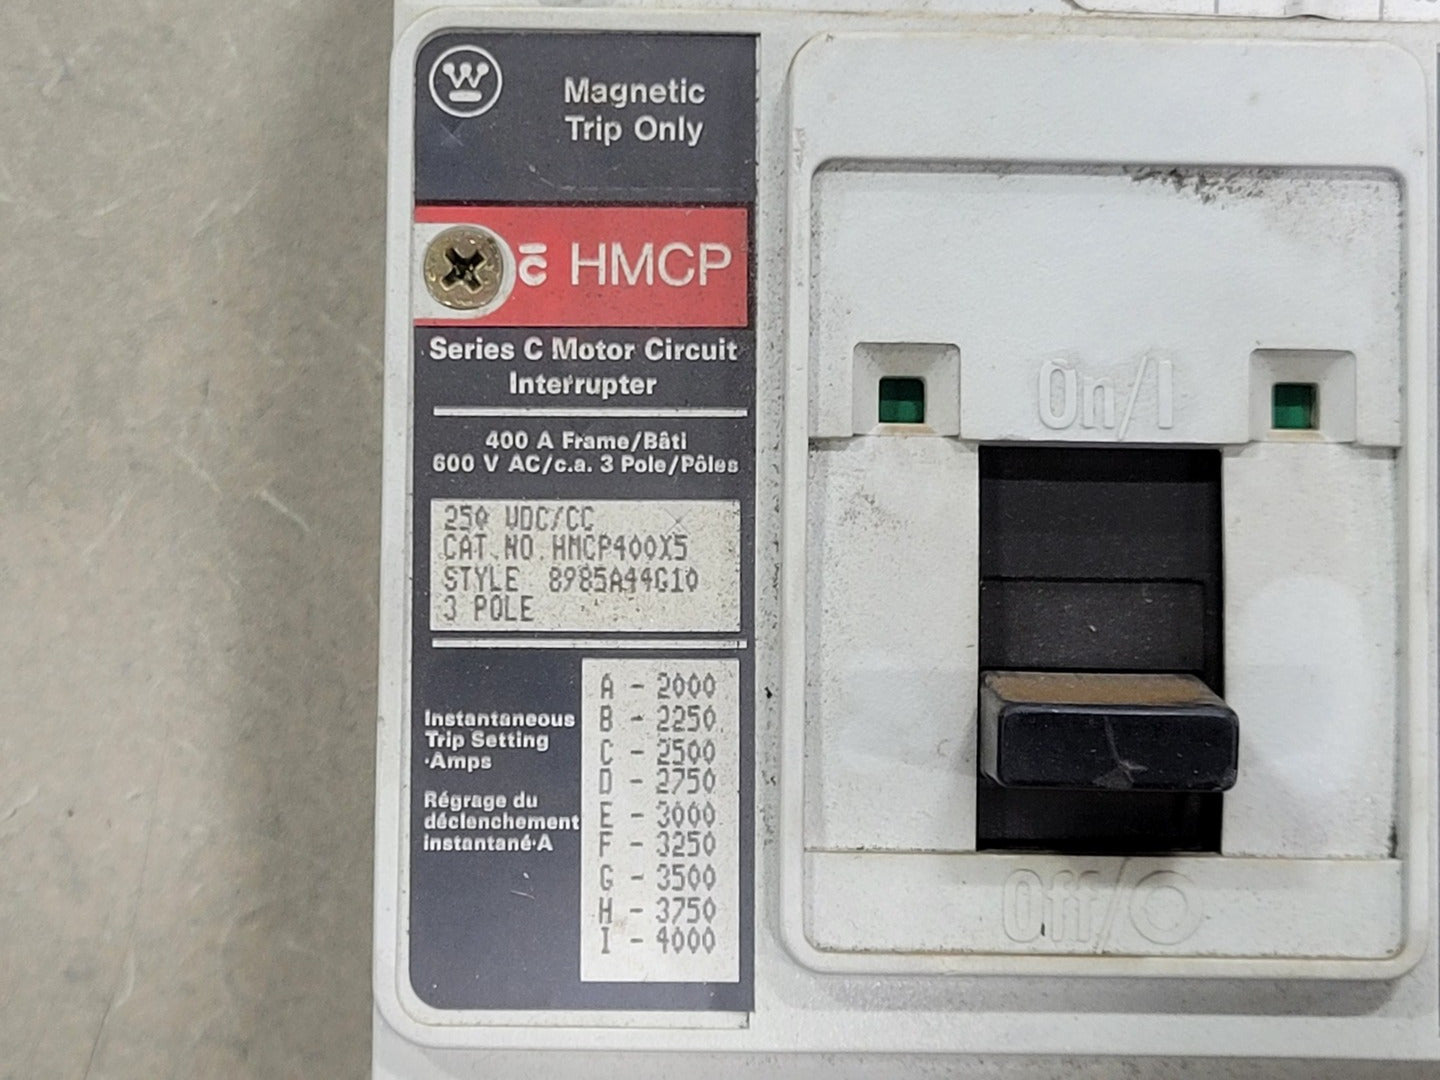 W
Magnetic
Trip Only
C HMCP
Series C Motor Circuit
Interrupter
400 A Frame/Bâti
600 V AC/c.a. 3 Pole/Pôles
250 VDC/CC
CAT.NO.HMCP400X5
STYLE 8985A44G10
3 POLE
Instantaneous
Trip Setting
·Amps
Régrage du
déclenchement
instantané·A
A - 2000
B - 2250
C - 2500
D - 2750
E - 3000
F - 3250
G - 3500
H - 3750
I - 4000
On/I
Off/O